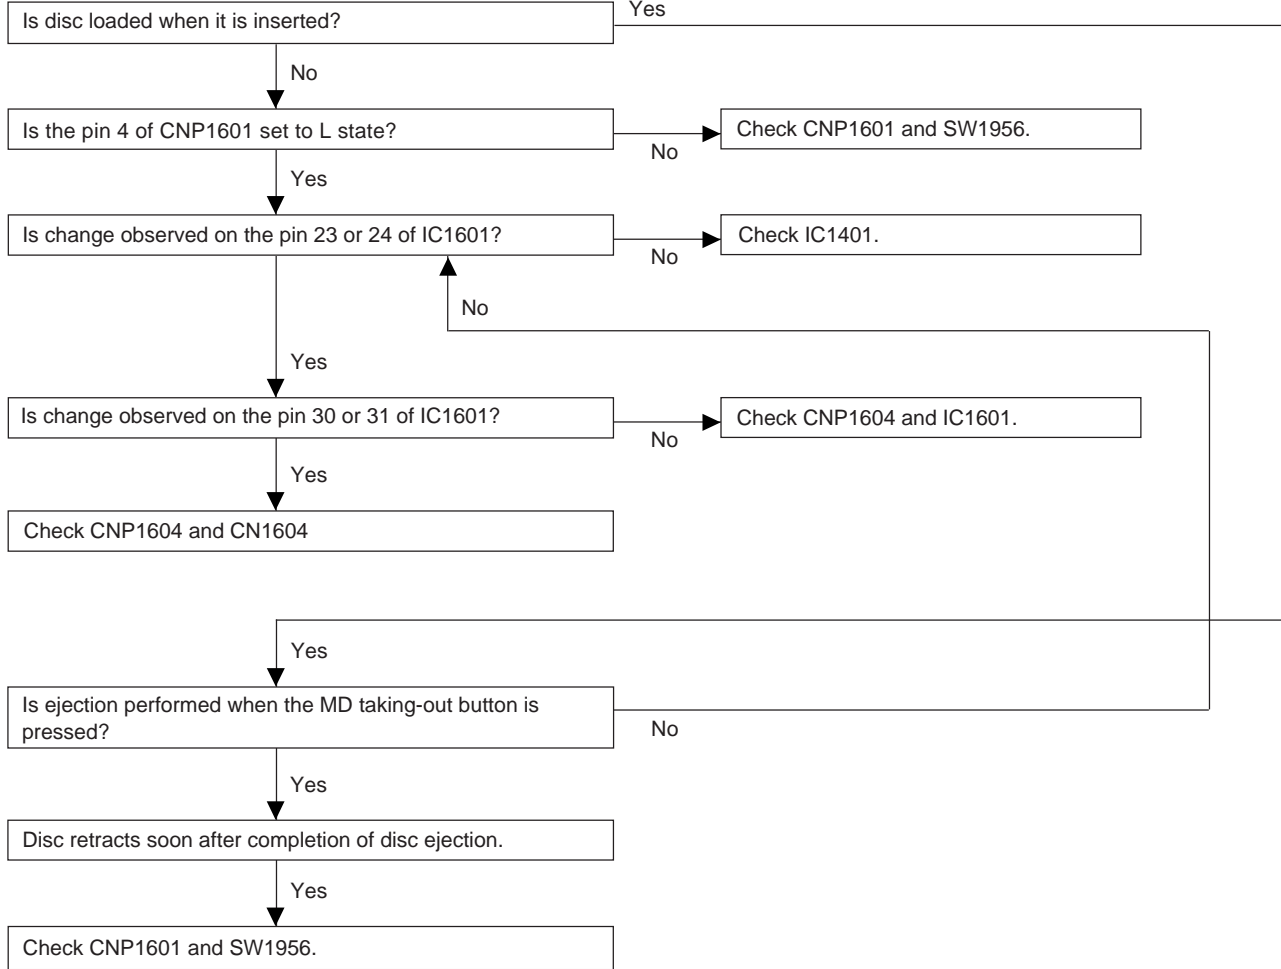 Yes
Is disc loaded when it is inserted?
No
Is the pin 4 of CNP1601 set to L state?
Check CNP1601 and SW1956.
No
Yes
Is change observed on the pin 23 or 24 of IC1601?
Check IC1401.
No
No
Yes
Is change observed on the pin 30 or 31 of IC1601?
Check CNP1604 and IC1601.
No
Yes
Check CNP1604 and CN1604
Yes
Is ejection performed when the MD taking-out button is
pressed?
No
Yes
Disc retracts soon after completion of disc ejection.
Yes
Check CNP1601 and SW1956.